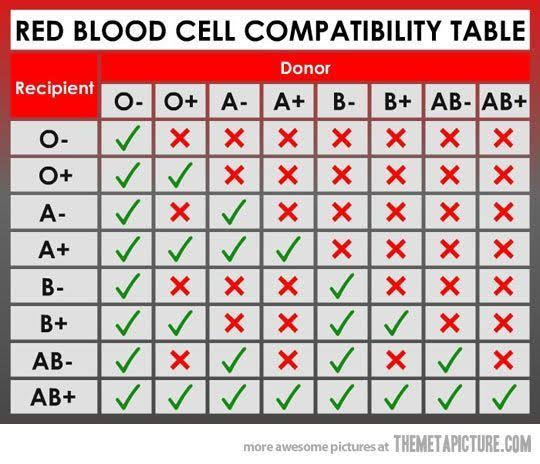 RED BLOOD CELL COMPATIBILITY TABLE
Recipient
Donor
O- O+ A- A+ B- B+ AB- AB+
O- ✓ ✗ ✗ ✗ ✗ ✗ ✗ ✗
O+ ✓ ✓ ✗ ✗ ✗ ✗ ✗ ✗
A- ✓ ✗ ✓ ✗ ✗ ✗ ✗ ✗
A+ ✓ ✓ ✓ ✓ ✗ ✗ ✗ ✗
B- ✓ ✗ ✗ ✗ ✓ ✗ ✗ ✗
B+ ✓ ✓ ✗ ✗ ✓ ✓ ✗ ✗
AB- ✓ ✗ ✓ ✗ ✓ ✗ ✓ ✗
AB+ ✓ ✓ ✓ ✓ ✓ ✓ ✓ ✓
more awesome pictures at THEMETAPICTURE.COM